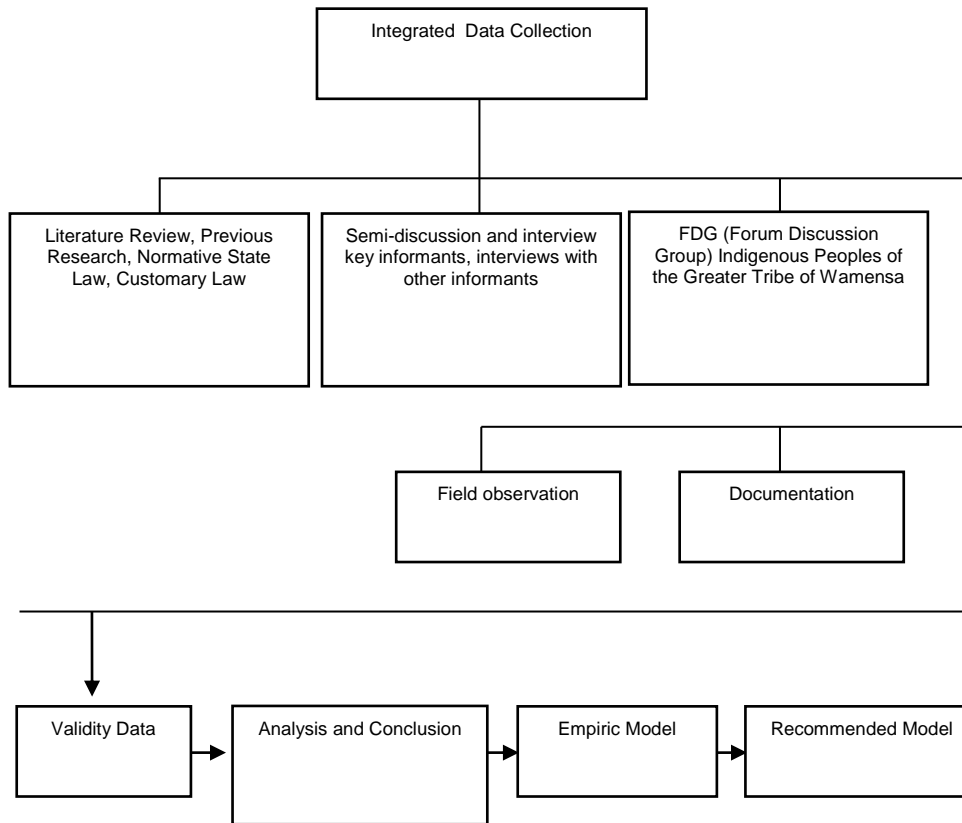 Integrated Data Collection
Literature Review, Previous
Research, Normative State
Law, Customary Law
Semi-discussion and interview
key informants, interviews with
other informants
FDG (Forum Discussion
Group) Indigenous Peoples of
the Greater Tribe of Wamensa
Field observation
Documentation
Validity Data
Analysis and Conclusion
Empiric Model
Recommended Model